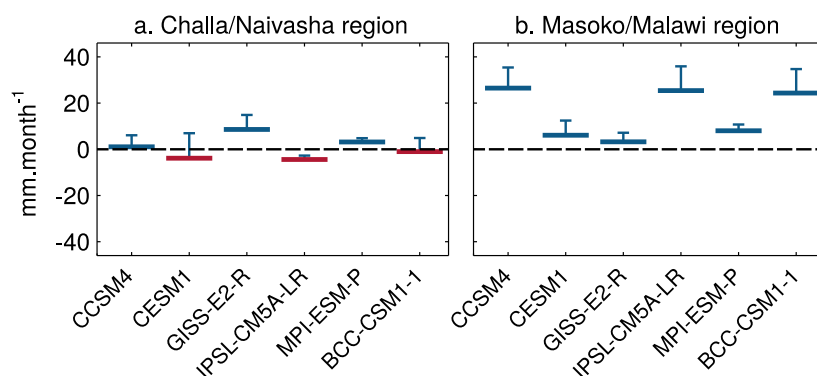 a. Challa/Naivasha region
b. Masoko/Malawi region
mm.month-1
40
20
0
-20
-40
CCSM4
CESM1
GISS-E2-R
IPSL-CM5A-LR
MPI-ESM-P
BCC-CSM1-1
CCSM4
CESM1
GISS-E2-R
IPSL-CM5A-LR
MPI-ESM-P
BCC-CSM1-1